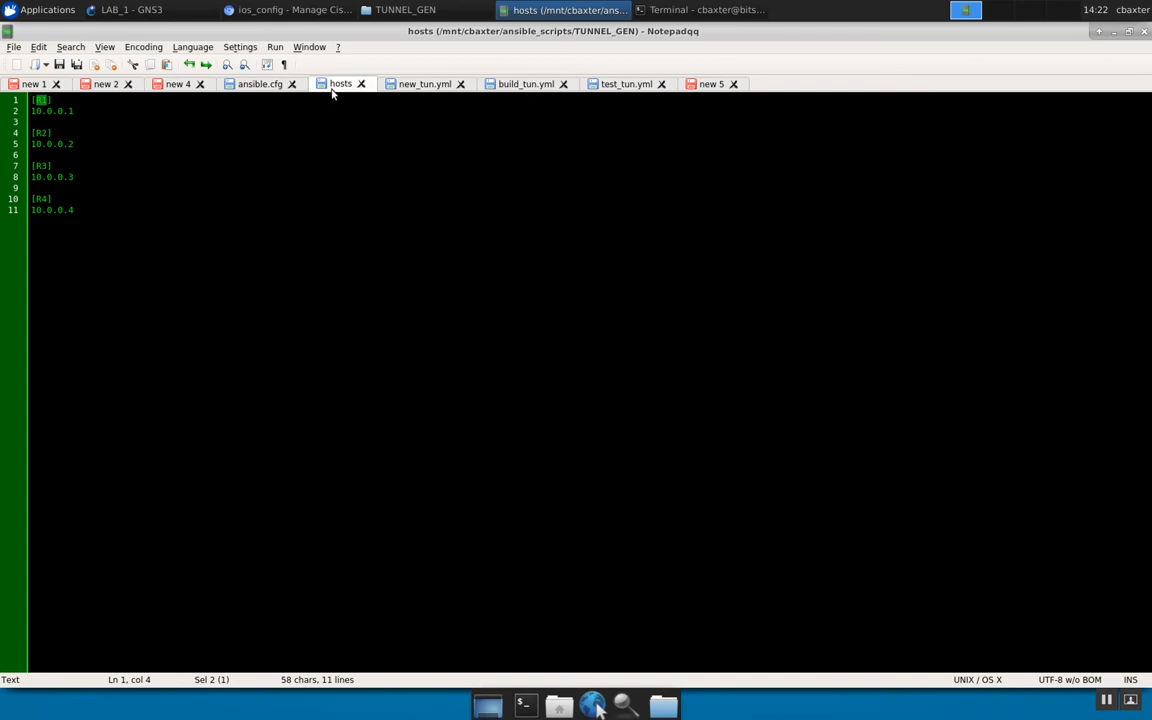 Applications LAB_1 - GNS3 ios_config - Manage Cis... TUNNEL_GEN hosts (/mnt/cbaxter/ans... Terminal - cbaxter@bits... 14:22 cbaxter
hosts (/mnt/cbaxter/ansible_scripts/TUNNEL_GEN) - Notepadqq
File Edit Search View Encoding Language Settings Run Window ?
new 1 new 2 new 4 ansible.cfg hosts new_tun.yml build_tun.yml test_tun.yml new 5
1 [R1]
2 10.0.0.1
3
4 [R2]
5 10.0.0.2
6
7 [R3]
8 10.0.0.3
9
10 [R4]
11 10.0.0.4
Text Ln 1, col 4 Sel 2 (1) 58 chars, 11 lines UNIX / OS X UTF-8 w/o BOM INS